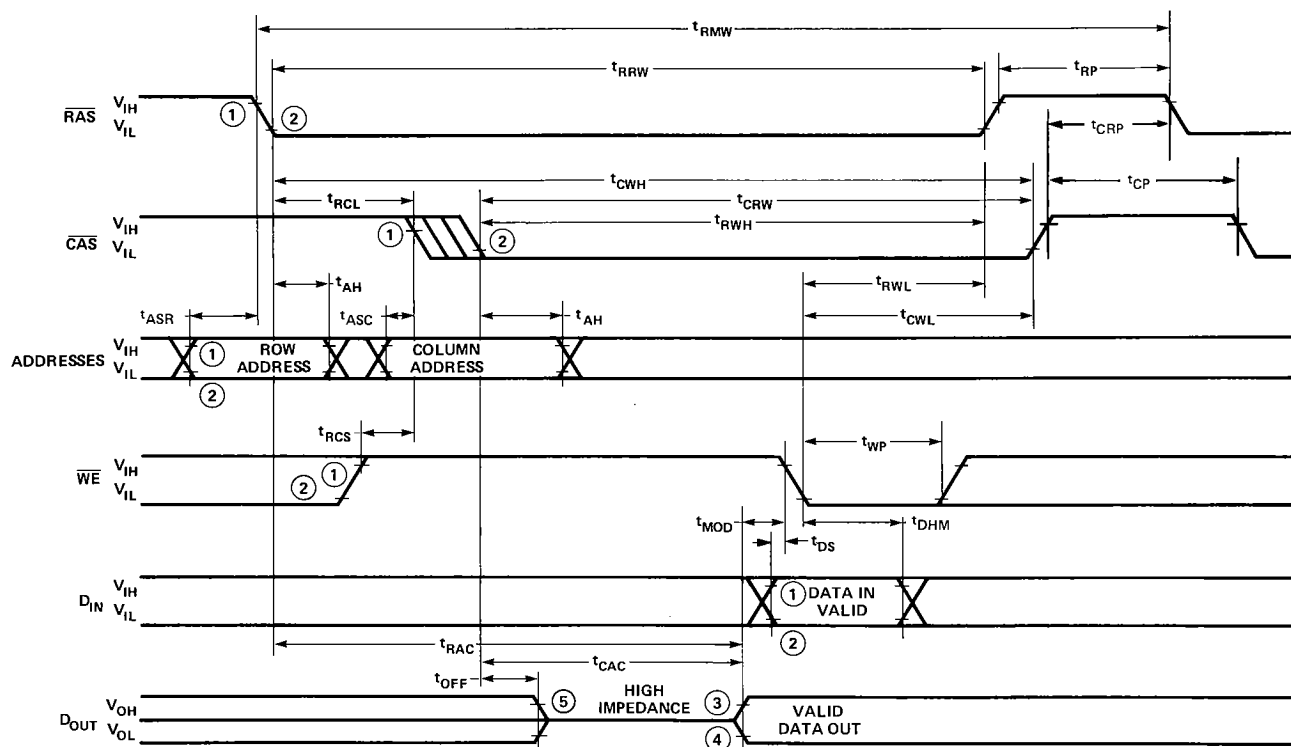 tRMW
tRRW
tRP
RAS VIH
VIL
1
2
tCRP
tCWH
tCP
tRCL
tCRW
tRWH
CAS VIH
VIL
1
2
tAH
tRWL
tASR
tASC
tAH
tCWL
ADDRESSES VIH
VIL
1
ROW
ADDRESS
COLUMN
ADDRESS
2
tRCS
tWP
WE VIH
VIL
1
2
tMOD
tDHM
tDS
DIN VIH
VIL
1
DATA IN
VALID
2
tRAC
tCAC
tOFF
DOUT VOH
VOL
5
HIGH
IMPEDANCE
3
4
VALID
DATA OUT